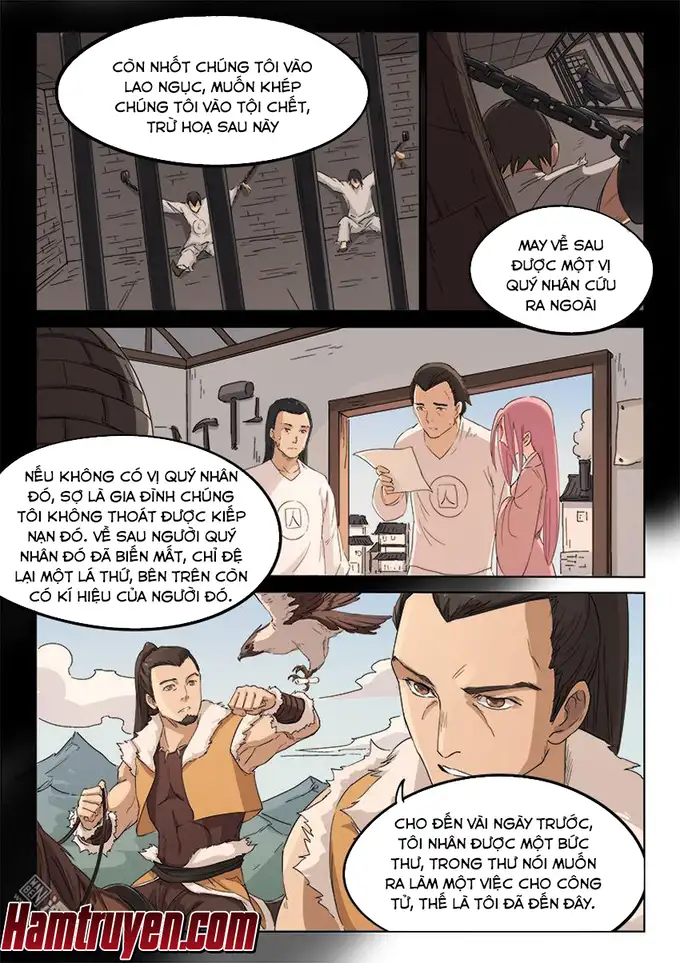 CÒN NHỐT CHÚNG TÔI VÀO
LAO NGỤC, MUỐN KHÉP
CHÚNG TÔI VÀO TỘI CHẾT,
TRỪ HOẠ SAU NÀY
MAY VỀ SAU
ĐƯỢC MỘT VỊ
QUÝ NHÂN CỨU
RA NGOÀI
NẾU KHÔNG CÓ VỊ QUÝ NHÂN
ĐÓ, SỢ LÀ GIA ĐÌNH CHÚNG
TÔI KHÔNG THOÁT ĐƯỢC KIẾP
NẠN ĐÓ. VỀ SAU NGƯỜI QUÝ
NHÂN ĐÓ ĐÃ BIẾN MẤT, CHỈ ĐỆ
LẠI MỘT LÁ THỨ, BÊN TRÊN CÒN
CÓ KÍ HIỆU CỦA NGƯỜI ĐÓ.
囚
囚
CHO ĐẾN VÀI NGÀY TRƯỚC,
TÔI NHÂN ĐƯỢC MỘT BỨC
THƯ, TRONG THƯ NÓI MUỐN
RA LÀM MỘT VIỆC CHO CÔNG
TỬ, THẾ LÀ TÔI ĐÃ ĐẾN ĐÂY.
Hamtruyen.com